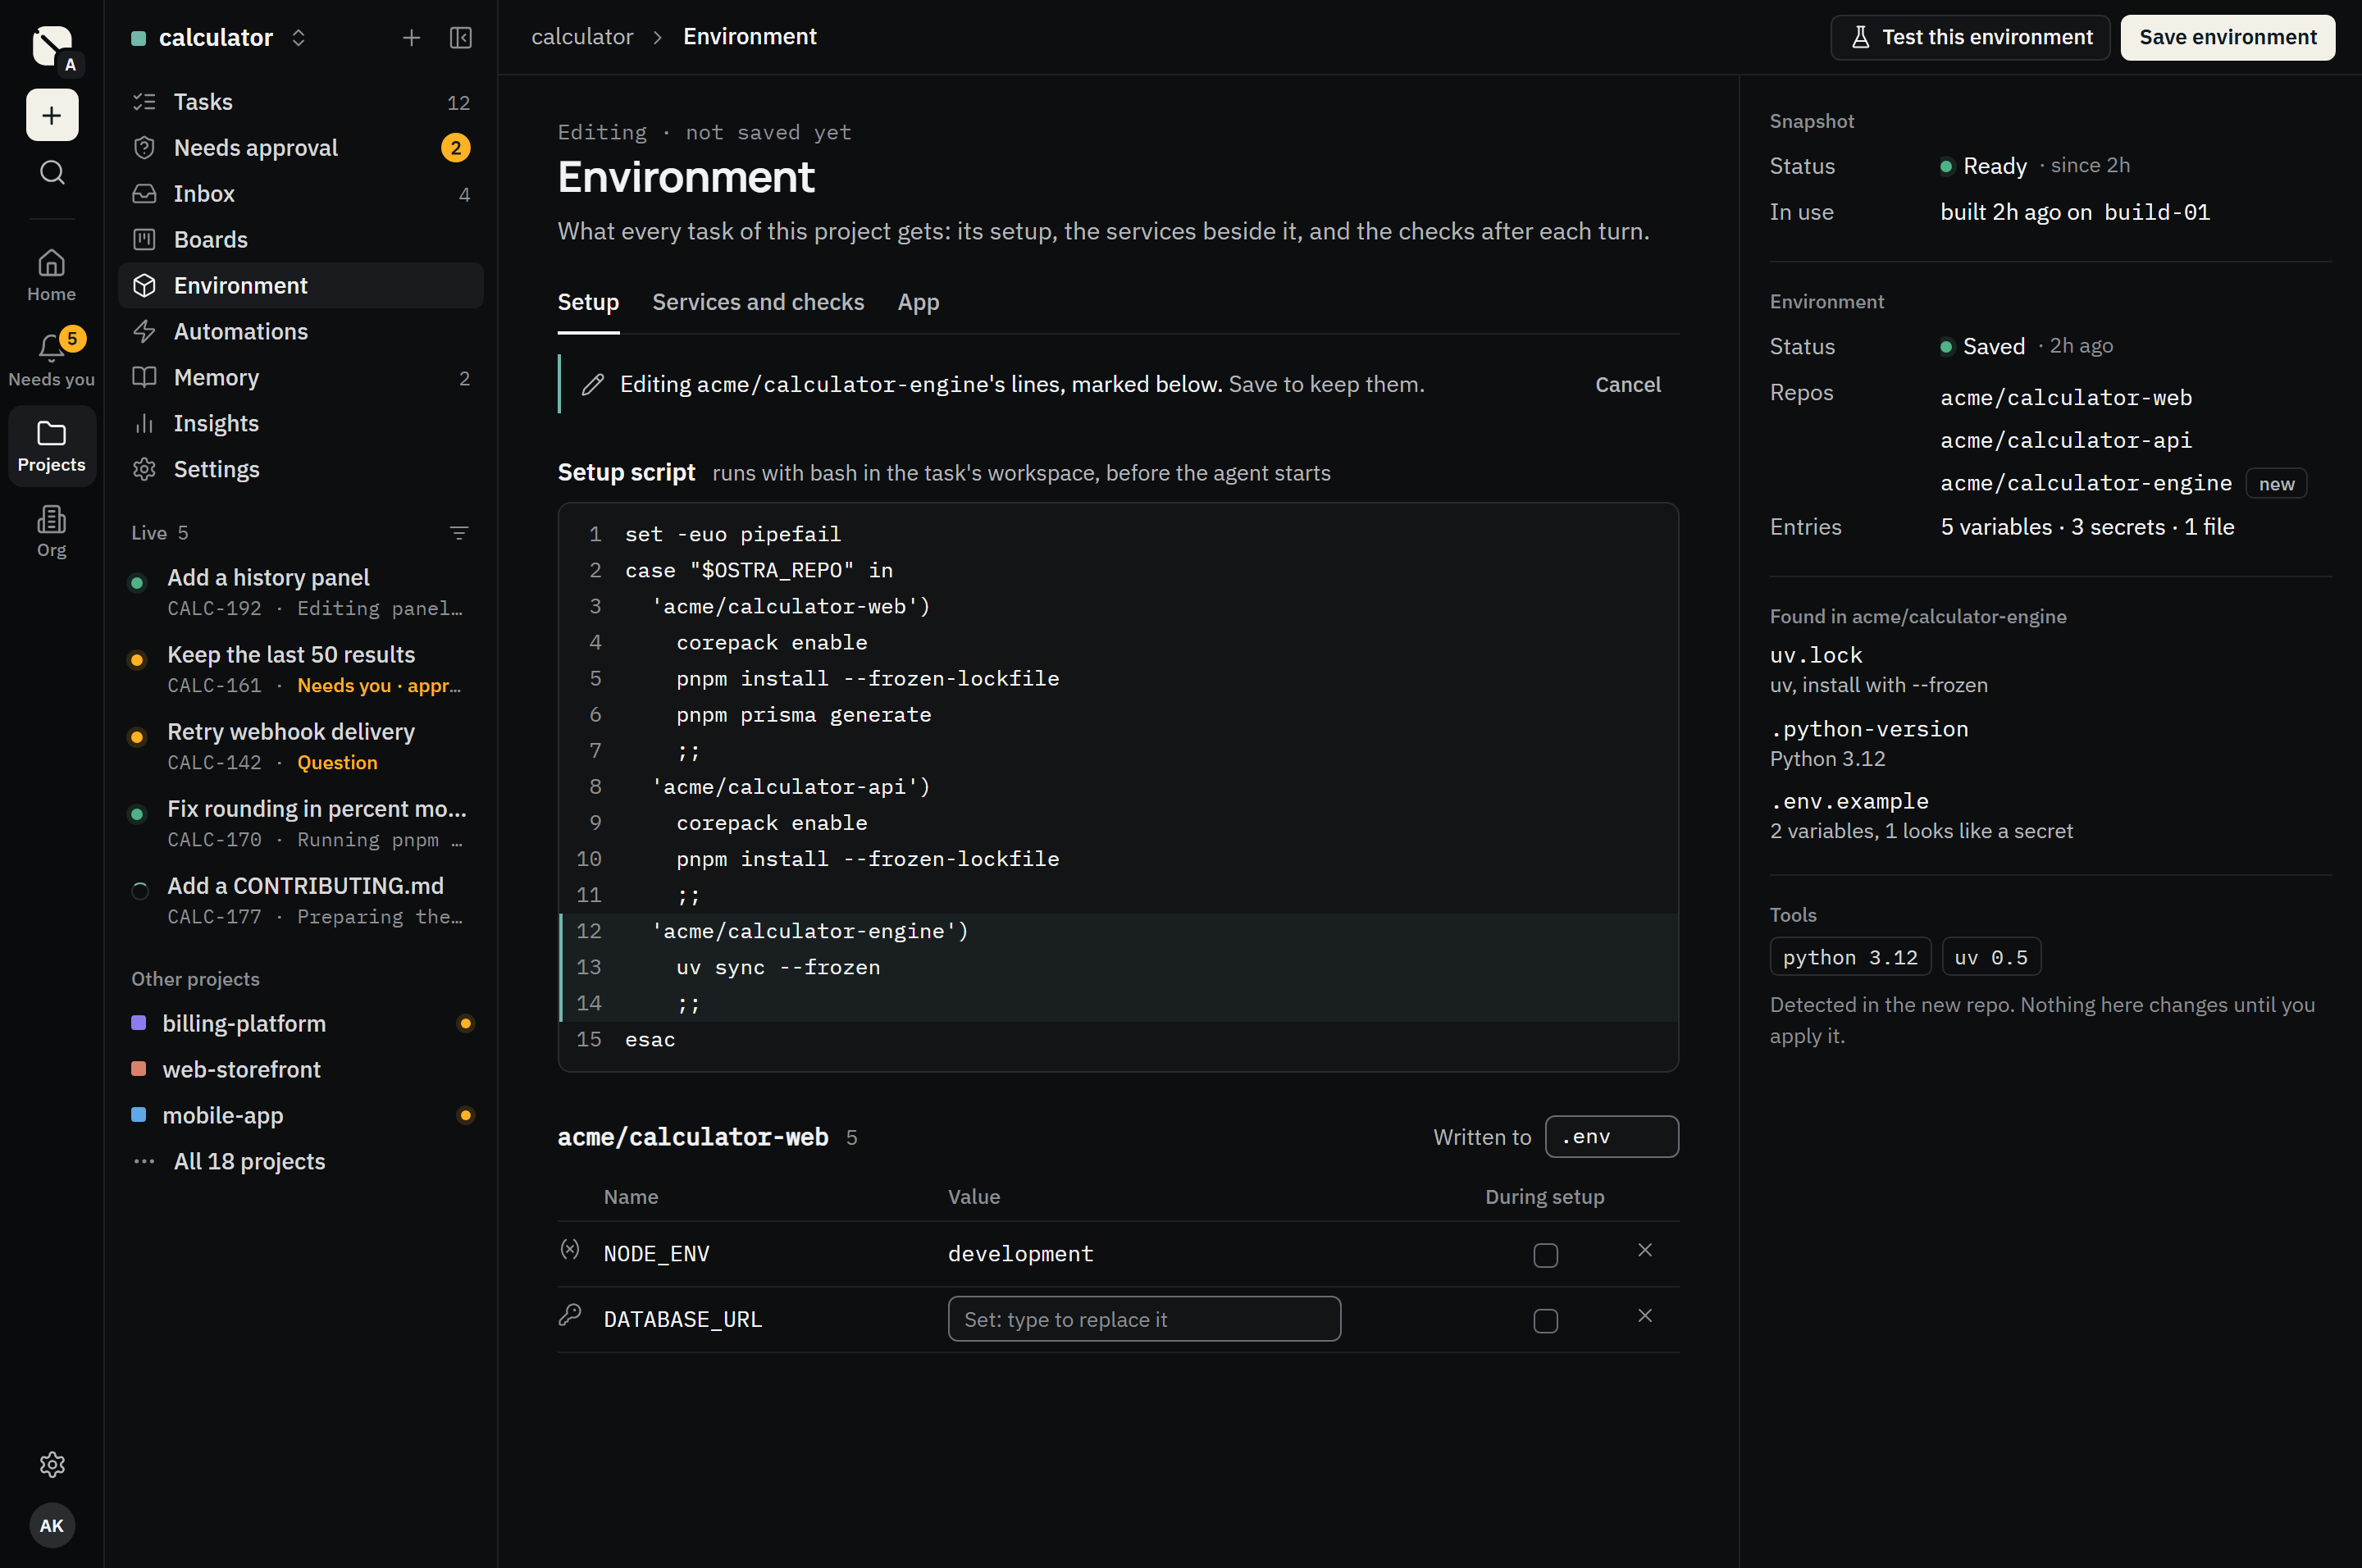 A
Home
5
Needs you
Projects
Org
AK
calculator
Tasks 12
Needs approval 2
Inbox 4
Boards
Environment
Automations
Memory 2
Insights
Settings
Live 5
Add a history panel
CALC-192 · Editing panel…
Keep the last 50 results
CALC-161 · Needs you · appr…
Retry webhook delivery
CALC-142 · Question
Fix rounding in percent mo…
CALC-170 · Running pnpm …
Add a CONTRIBUTING.md
CALC-177 · Preparing the…
Other projects
billing-platform
web-storefront
mobile-app
All 18 projects
calculator > Environment
Test this environment
Save environment
Editing · not saved yet
Environment
What every task of this project gets: its setup, the services beside it, and the checks after each turn.
Setup Services and checks App
Editing acme/calculator-engine's lines, marked below. Save to keep them. Cancel
Setup script runs with bash in the task's workspace, before the agent starts
1 set -euo pipefail
2 case "$OSTRA_REPO" in
3 'acme/calculator-web')
4 corepack enable
5 pnpm install --frozen-lockfile
6 pnpm prisma generate
7 ;;
8 'acme/calculator-api')
9 corepack enable
10 pnpm install --frozen-lockfile
11 ;;
12 'acme/calculator-engine')
13 uv sync --frozen
14 ;;
15 esac
acme/calculator-web 5 Written to .env
Name Value During setup
NODE_ENV development
DATABASE_URL Set: type to replace it
Snapshot
Status Ready · since 2h
In use built 2h ago on build-01
Environment
Status Saved · 2h ago
Repos acme/calculator-web
acme/calculator-api
acme/calculator-engine new
Entries 5 variables · 3 secrets · 1 file
Found in acme/calculator-engine
uv.lock
uv, install with --frozen
.python-version
Python 3.12
.env.example
2 variables, 1 looks like a secret
Tools
python 3.12 uv 0.5
Detected in the new repo. Nothing here changes until you
apply it.